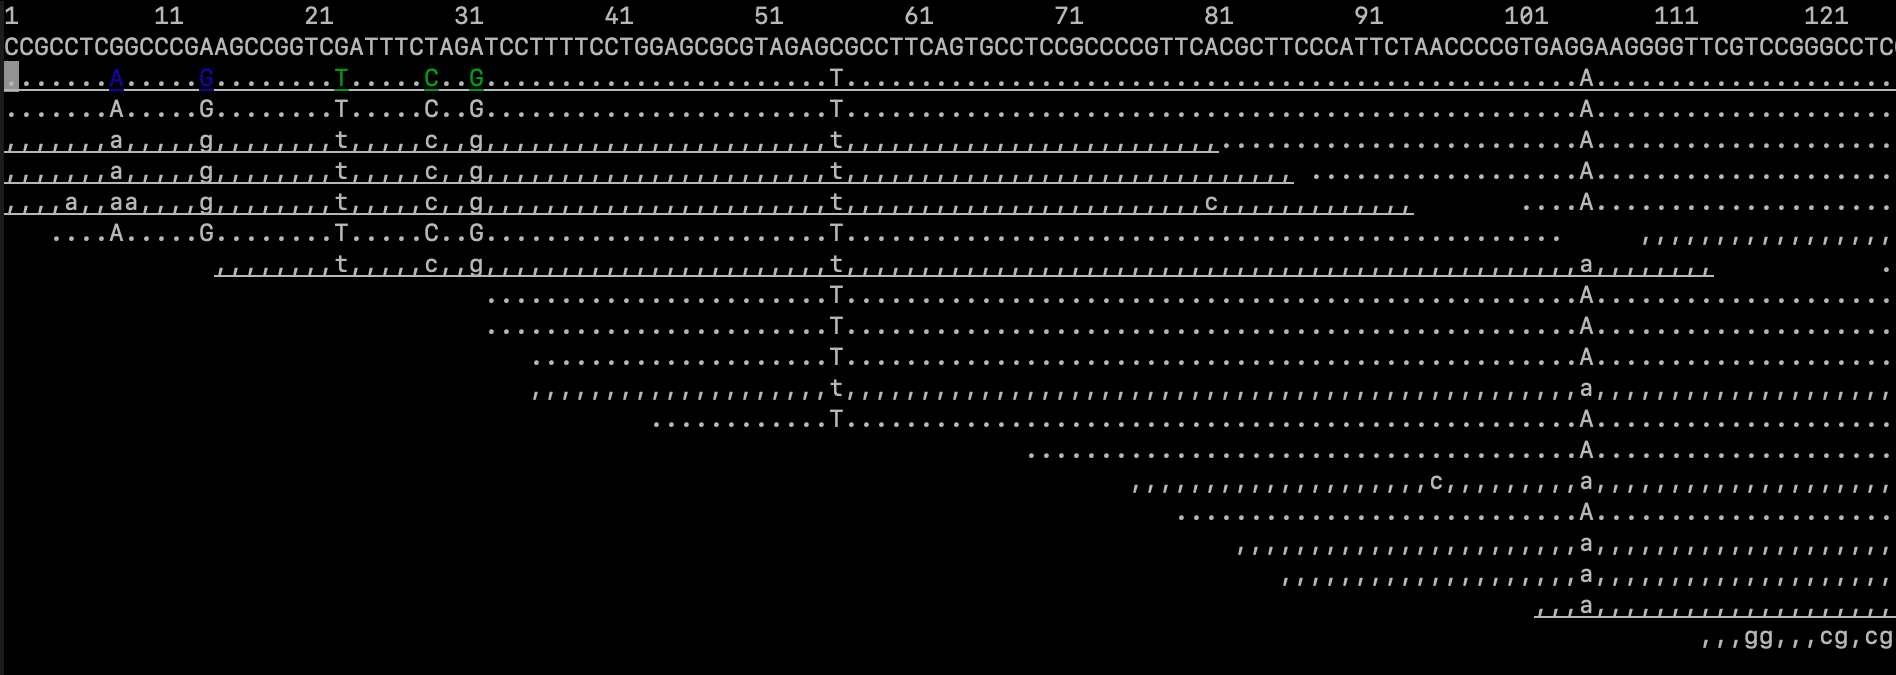 1 11 21 31 41 51 61 71 81 91 101 111 121
CCGCCTCGGCCCGAAGCCGGTCGATTTCTAGATCCTTTTCCTGGAGCGCGTAGAGCGCCTTCAGTGCCTCCGCCCCGTTCACGCTTCCCATTCTAACCCCGTGAGGAAGGGGTTCGTCCGGGCCTC
.......A.....G........T.....C..G.......................T.................................................A....................
.......A.....G........T.....C..G.......................T.................................................A....................
,,,,,,,a,,,,,g,,,,,,,,t,,,,,c,,g,,,,,,,,,,,,,,,,,,,,,,,t,,,,,,,,,,,,,,,,,,,,,,,,,........................A....................
,,,,,,,a,,,,,g,,,,,,,,t,,,,,c,,g,,,,,,,,,,,,,,,,,,,,,,,t,,,,,,,,,,,,,,,,,,,,,,,,,,,,,, ..................A....................
,,,,a,,aa,,,,g,,,,,,,,t,,,,,c,,g,,,,,,,,,,,,,,,,,,,,,,,t,,,,,,,,,,,,,,,,,,,,,,,,c,,,,,,,,,,,,, ....A....................
....A.....G........T.....C..G.......................T................................................ ,,,,,,,,,,,,,,,,,
,,,,,,,,t,,,,,c,,g,,,,,,,,,,,,,,,,,,,,,,,t,,,,,,,,,,,,,,,,,,,,,,,,,,,,,,,,,,,,,,,,,,,,,,,,,a,,,,,,,, .
.......................T.................................................A....................
.......................T.................................................A....................
....................T.................................................A....................
,,,,,,,,,,,,,,,,,,,,t,,,,,,,,,,,,,,,,,,,,,,,,,,,,,,,,,,,,,,,,,,,,,,,,,a,,,,,,,,,,,,,,,,,,,,
............T.................................................A....................
.....................................A....................
,,,,,,,,,,,,,,,,,,,,c,,,,,,,,,a,,,,,,,,,,,,,,,,,,,,
...........................A....................
,,,,,,,,,,,,,,,,,,,,,,,a,,,,,,,,,,,,,,,,,,,,
,,,,,,,,,,,,,,,,,,,,a,,,,,,,,,,,,,,,,,,,,
,,,a,,,,,,,,,,,,,,,,,,,,
,,,gg,,,cg,cg